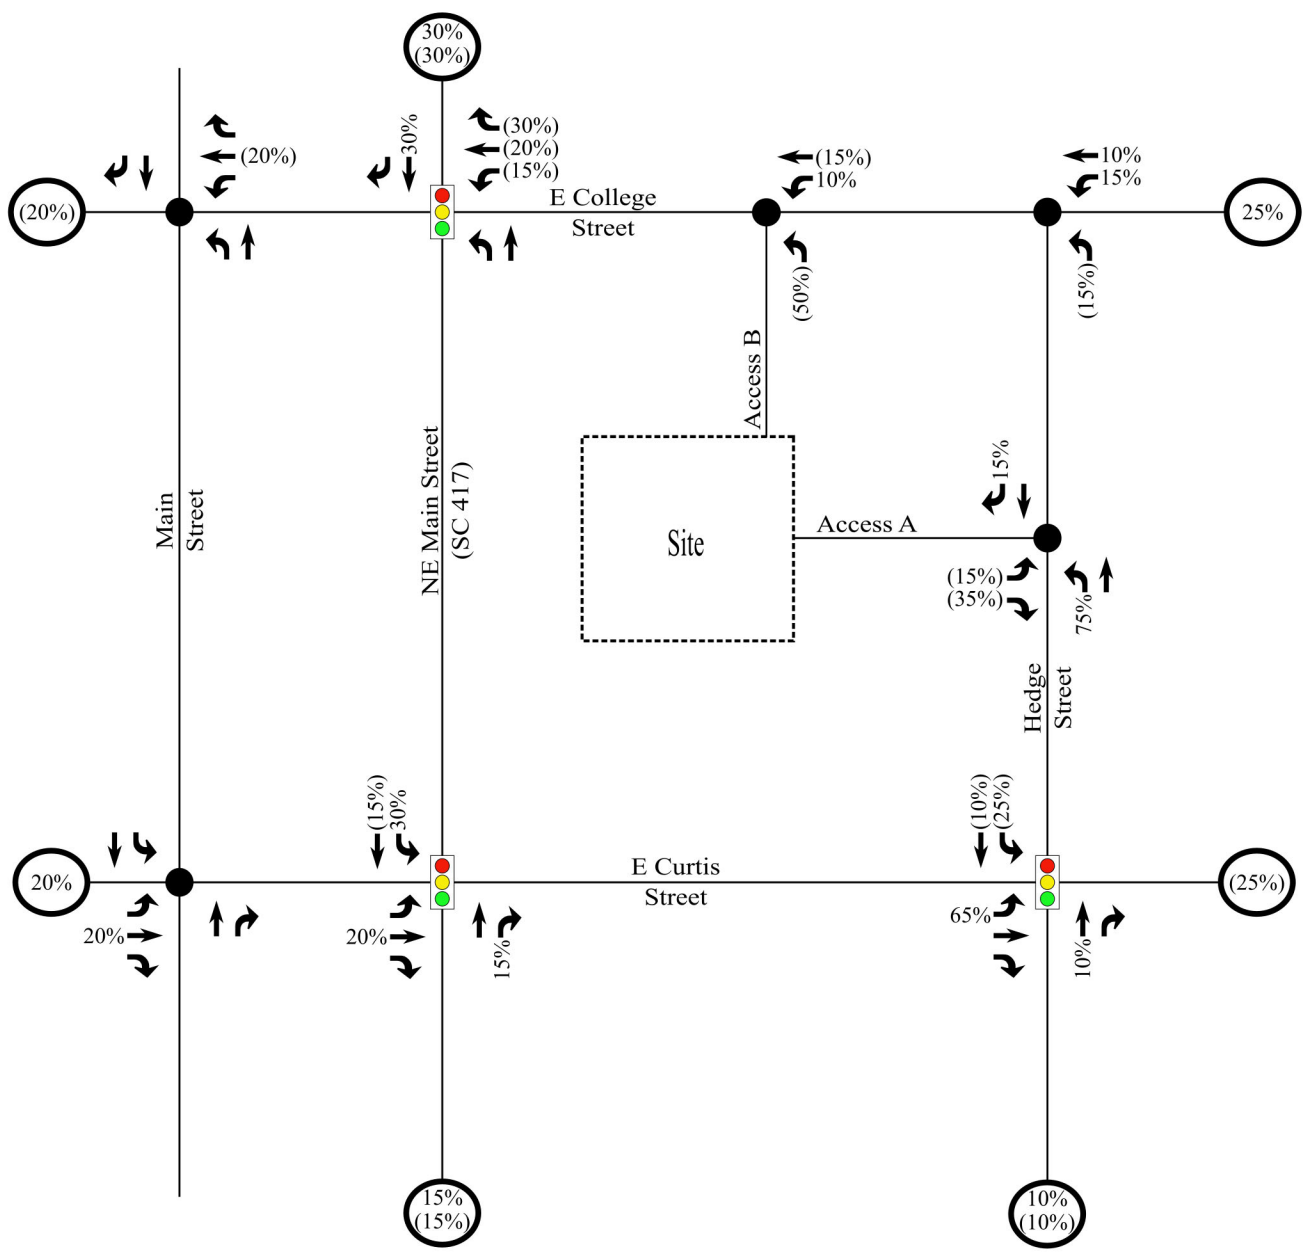 30%
(30%)
30%
(30%)
(20%)
(20%)
(15%)
(15%)
10%
10%
15%
(20%)
E College
Street
25%
(50%)
(15%)
Access B
Main
Street
NE Main Street
(SC 417)
Site
Access A
15%
(15%)
(35%)
75%
Hedge
Street
(15%)
30%
(10%)
(25%)
20%
E Curtis
Street
(25%)
20%
20%
15%
65%
10%
15%
(15%)
10%
(10%)